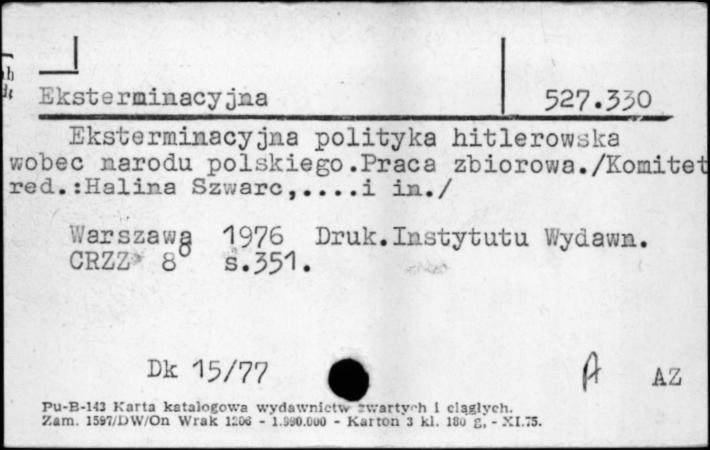 Eksterminacyjna 527.330
Eksterminacyjna polityka hitlerowska
wobec narodu polskiego.Praca zbiorowa./Komitet
red.:Halina Szwarc,....i in./
Warszawa 1976 Druk.Instytutu Wydawn.
CRZZ 8° s.351.
Dk 15/77
A AZ
Pu-B-143 Karta katalogowa wydawnictw zwartych i ciągłych.
Zam. 1597/DW/On Wrak 1206 - 1.990.000 - Karton 3 kl. 180 g, - XI.75.